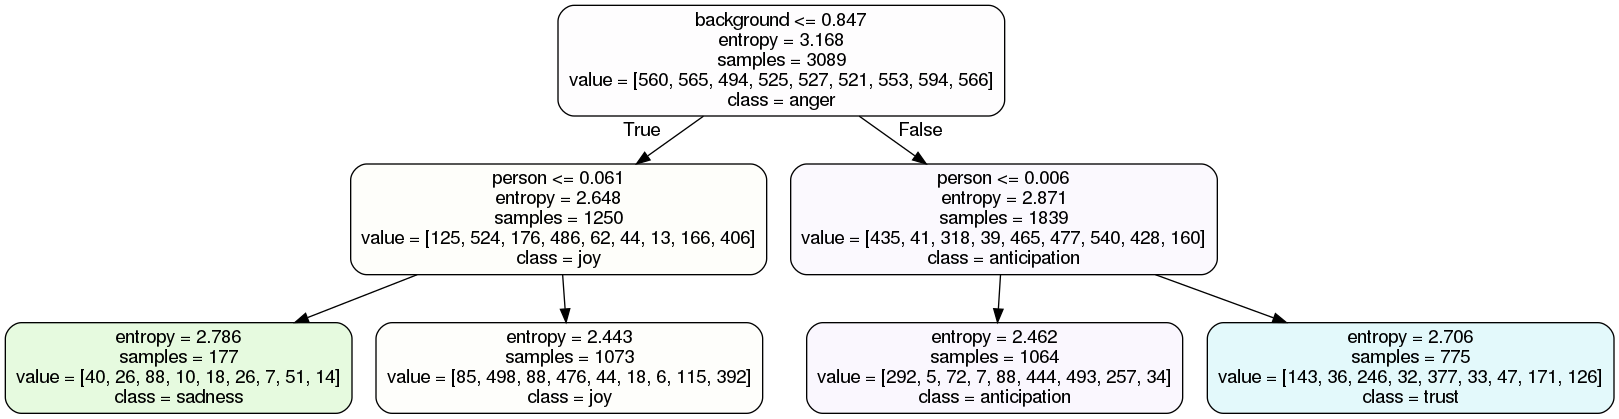 background <= 0.847
entropy = 3.168
samples = 3089
value = [560, 565, 494, 525, 527, 521, 553, 594, 566]
class = anger
True
False
person <= 0.061
entropy = 2.648
samples = 1250
value = [125, 524, 176, 486, 62, 44, 13, 166, 406]
class = joy
person <= 0.006
entropy = 2.871
samples = 1839
value = [435, 41, 318, 39, 465, 477, 540, 428, 160]
class = anticipation
entropy = 2.786
samples = 177
value = [40, 26, 88, 10, 18, 26, 7, 51, 14]
class = sadness
entropy = 2.443
samples = 1073
value = [85, 498, 88, 476, 44, 18, 6, 115, 392]
class = joy
entropy = 2.462
samples = 1064
value = [292, 5, 72, 7, 88, 444, 493, 257, 34]
class = anticipation
entropy = 2.706
samples = 775
value = [143, 36, 246, 32, 377, 33, 47, 171, 126]
class = trust